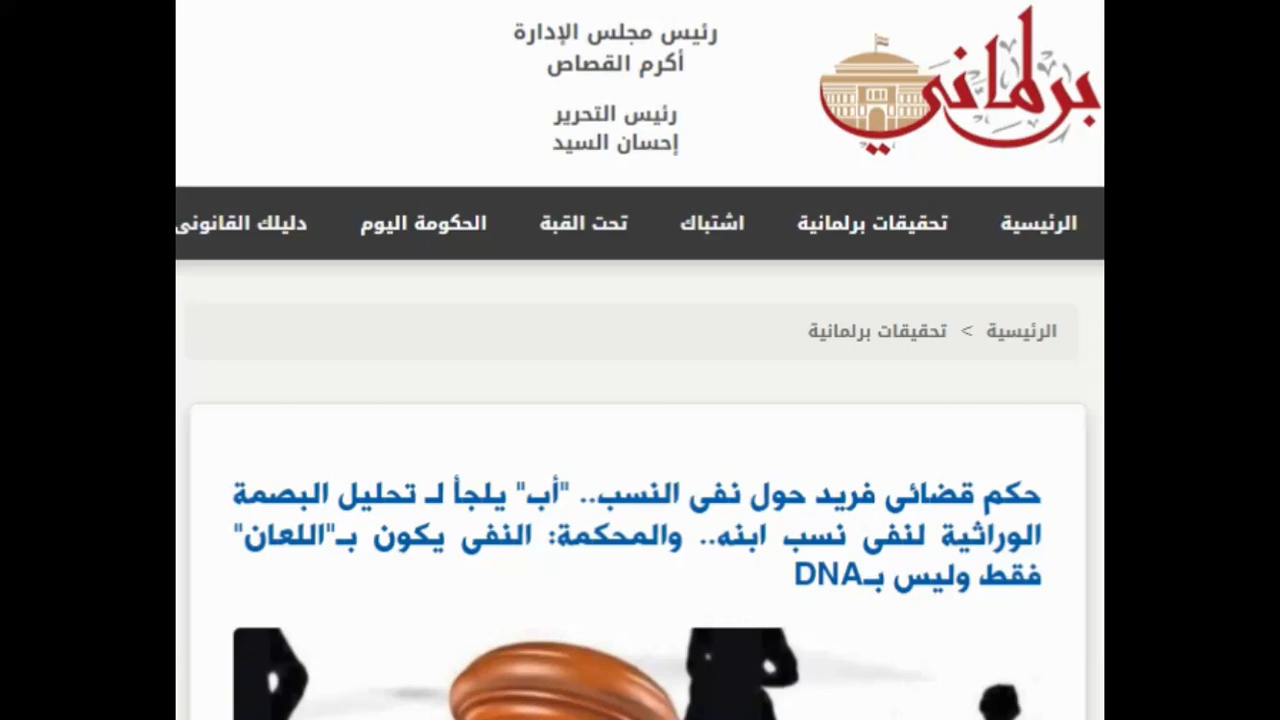 برلمانى
رئيس مجلس الإدارة
أكرم القصاص
رئيس التحرير
إحسان السيد
الرئيسية تحقيقات برلمانية اشتباك تحت القبة الحكومة اليوم دليلك القانونى
الرئيسية > تحقيقات برلمانية
حكم قضائى فريد حول نفى النسب.. "أب" يلجأ لـ تحليل البصمة
الوراثية لنفى نسب ابنه.. والمحكمة: النفى يكون بـ"اللعان"
فقط وليس بـDNA